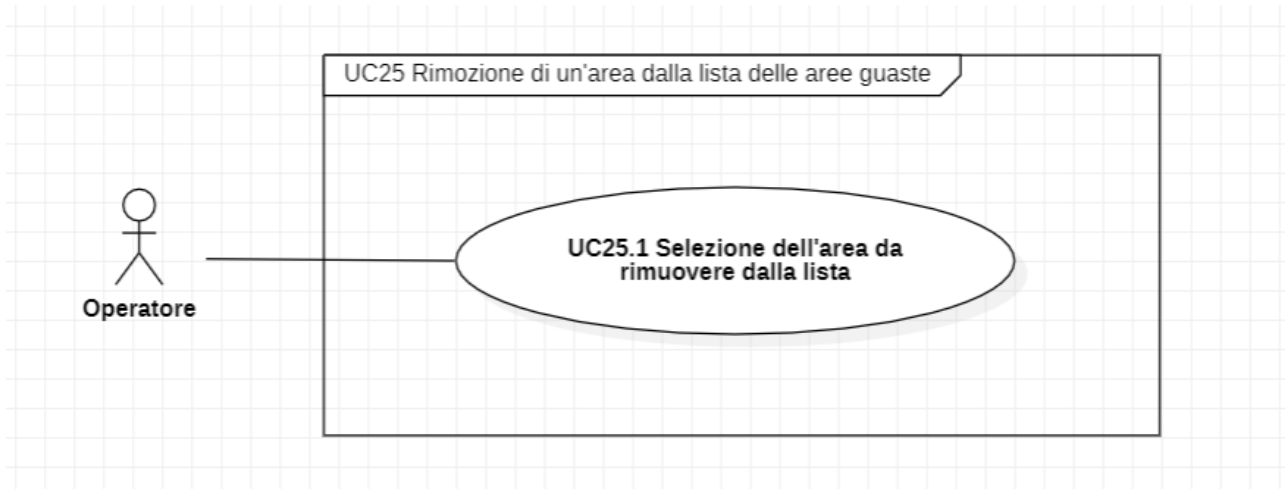 UC25 Rimozione di un'area dalla lista delle aree guaste
UC25.1 Selezione dell'area da
rimuovere dalla lista
Operatore